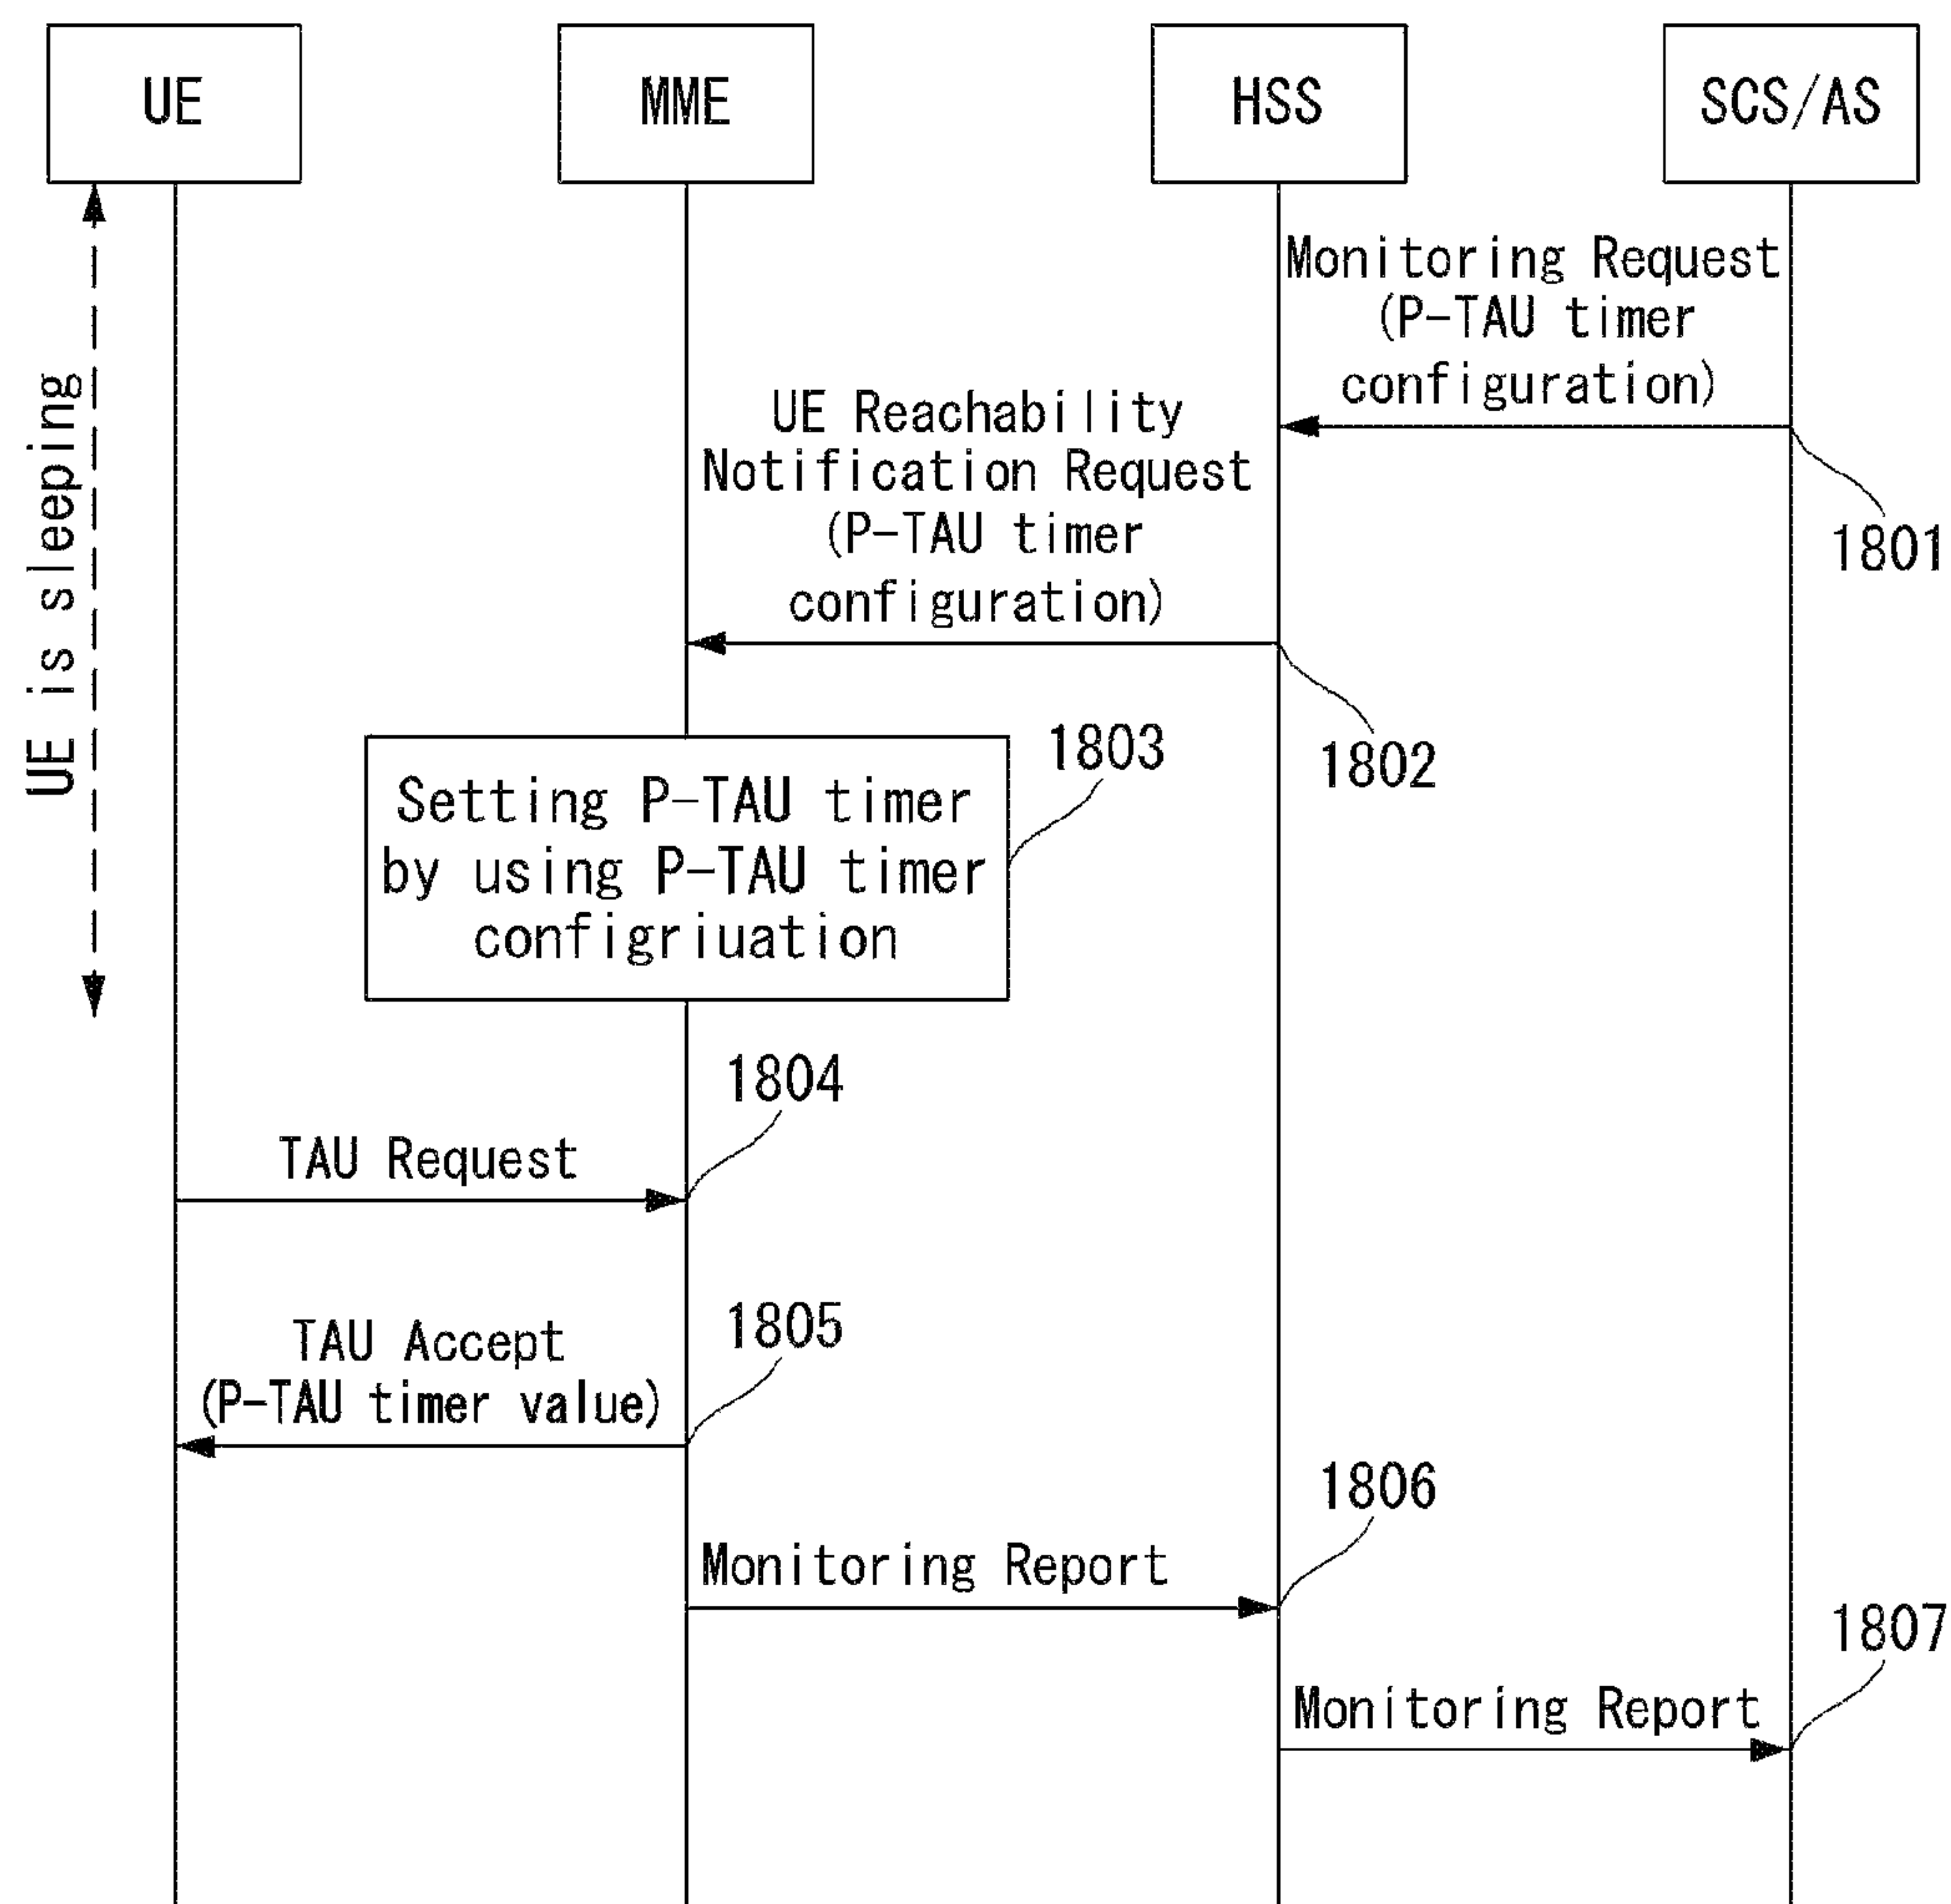 UE
MME
HSS
SCS/AS
UE is sleeping
Monitoring Request
(P-TAU timer
configuration)
1801
UE Reachability
Notification Request
(P-TAU timer
configuration)
1802
Setting P-TAU timer
by using P-TAU timer
configriuation
1803
1804
TAU Request
1805
TAU Accept
(P-TAU timer value)
1806
Monitoring Report
1807
Monitoring Report